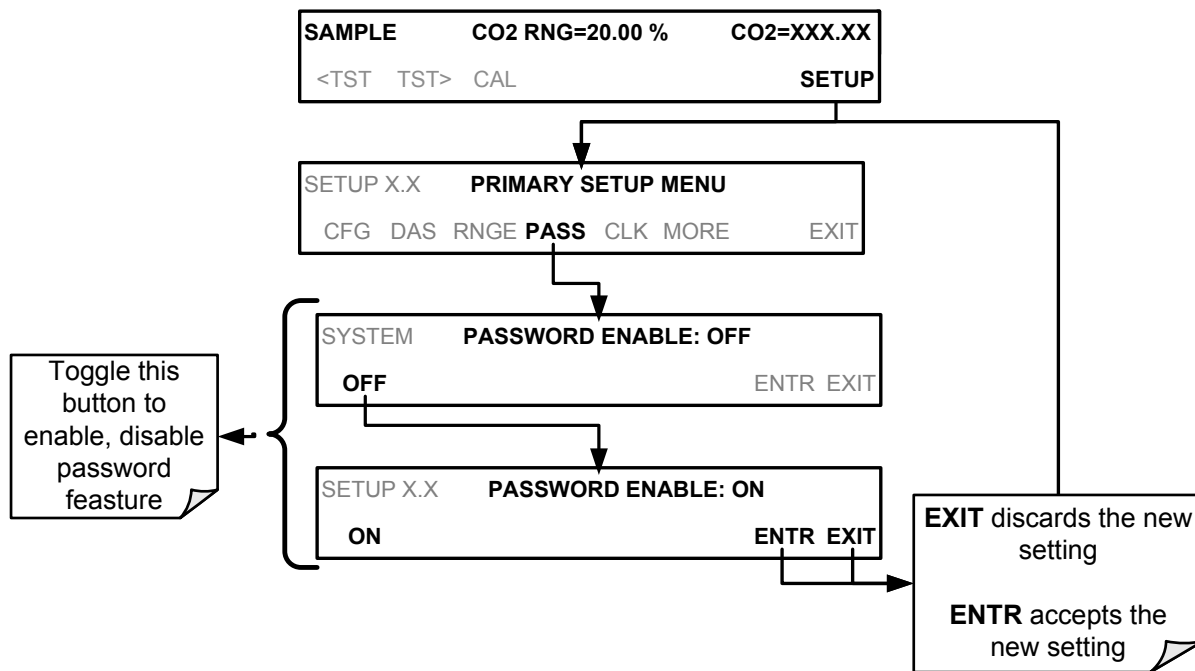 SAMPLE CO2 RNG=20.00 % CO2=XXX.XX
<TST TST> CAL SETUP
SETUP X.X PRIMARY SETUP MENU
CFG DAS RNGE PASS CLK MORE EXIT
SYSTEM PASSWORD ENABLE: OFF
OFF ENTR EXIT
Toggle this
button to
enable, disable
password
feasture
SETUP X.X PASSWORD ENABLE: ON
ON ENTR EXIT
EXIT discards the new
setting
ENTR accepts the
new setting